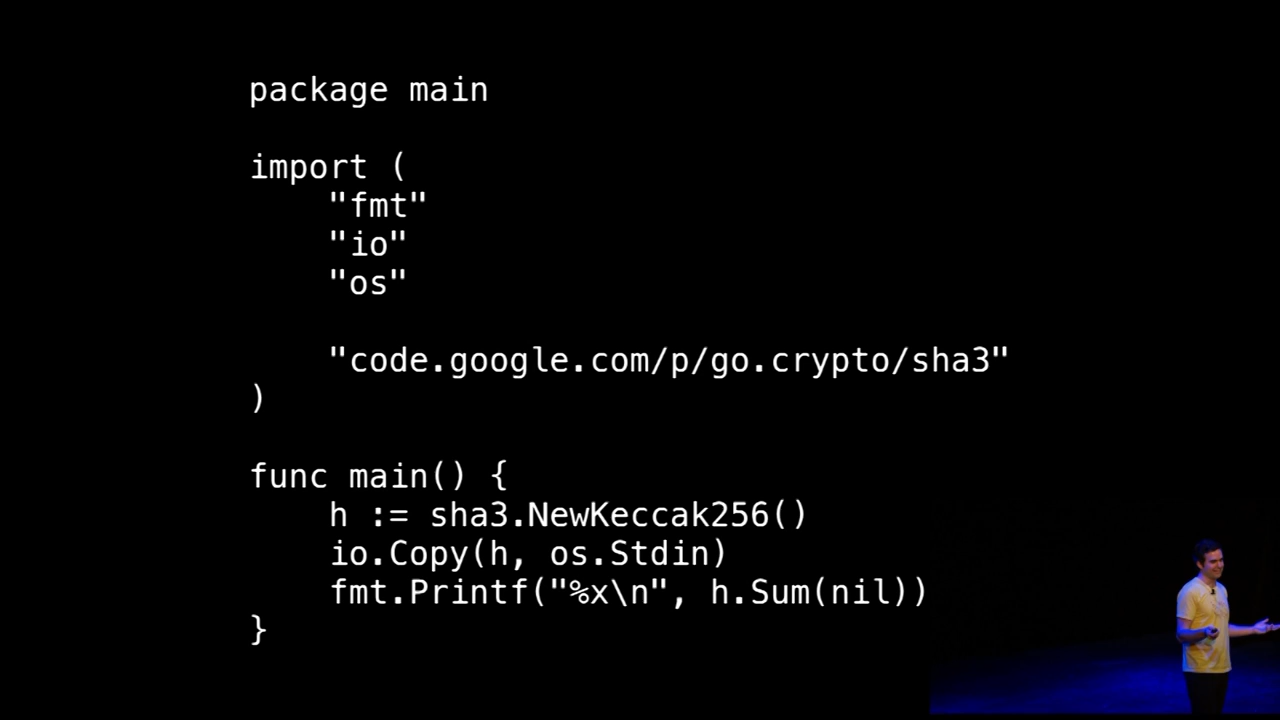 package main
import (
"fmt"
"io"
"os"
"code.google.com/p/go.crypto/sha3"
)
func main() {
h := sha3.NewKeccak256()
io.Copy(h, os.Stdin)
fmt.Printf("%x\n", h.Sum(nil))
}